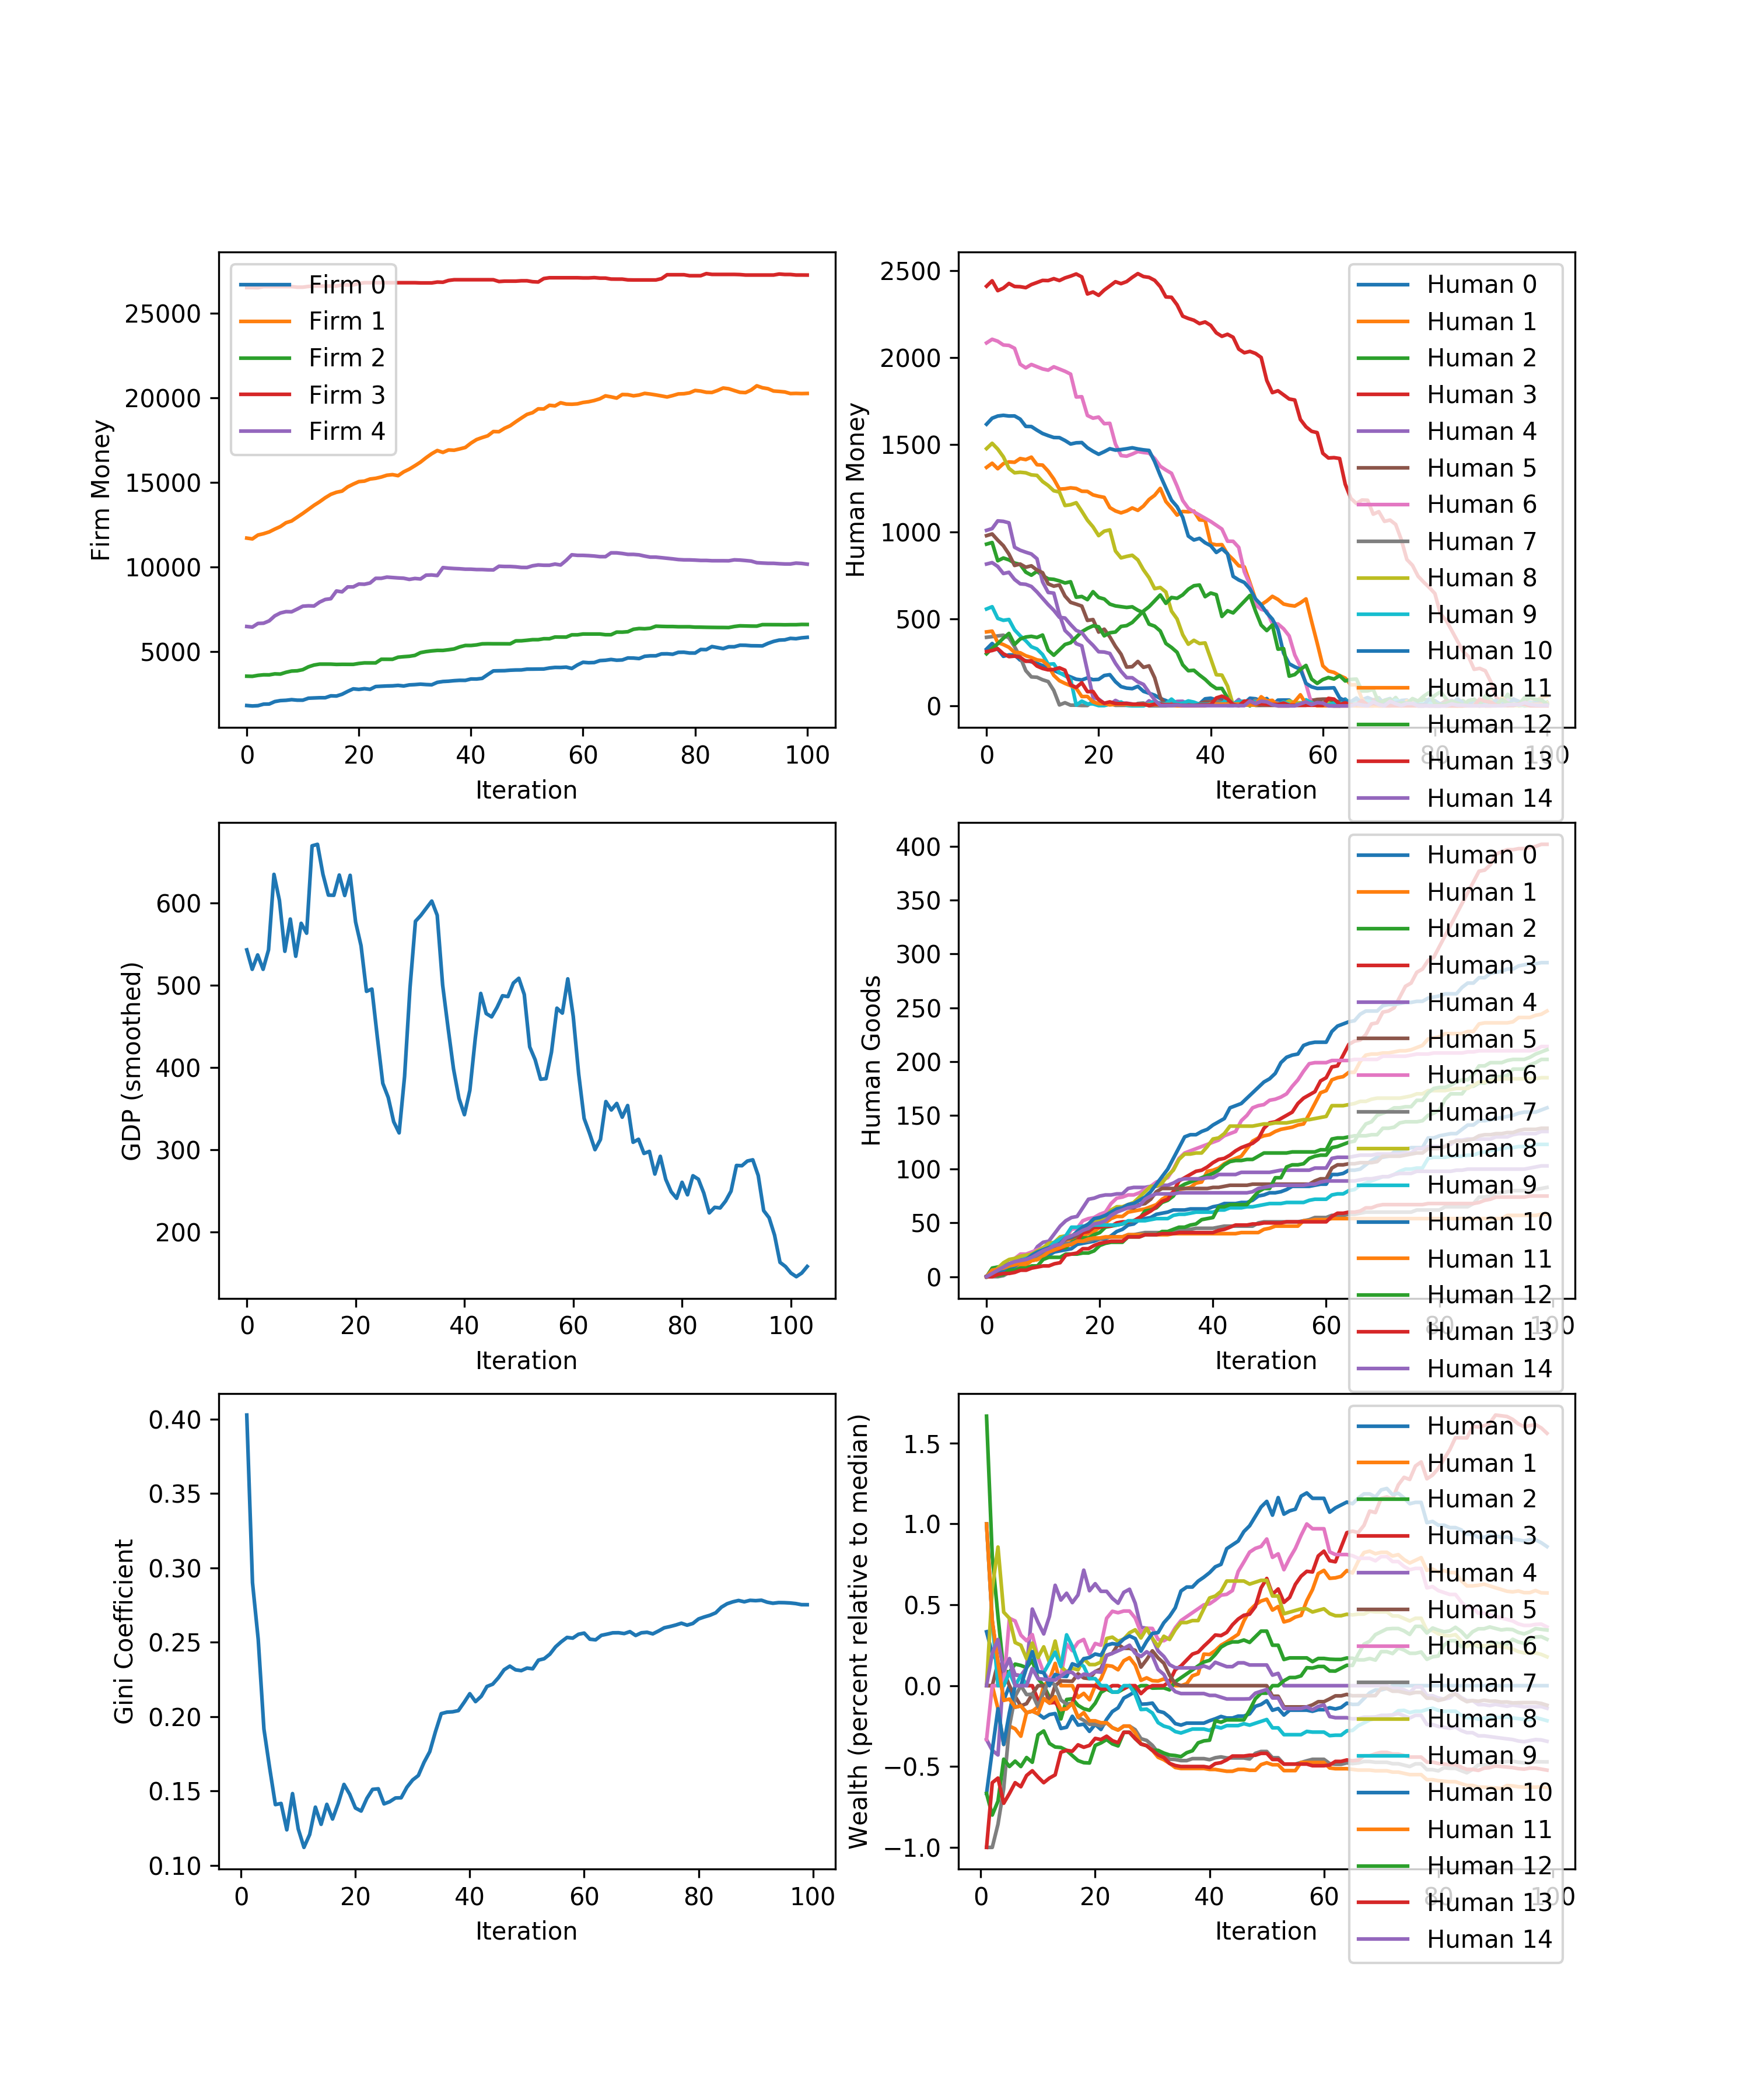 Firm Money
25000
20000
15000
10000
5000
Firm 0
Firm 1
Firm 2
Firm 3
Firm 4
0 20 40 60 80 100
Iteration
Human Money
2500
2000
1500
1000
500
0
Human 0
Human 1
Human 2
Human 3
Human 4
Human 5
Human 6
Human 7
Human 8
Human 9
Human 10
Human 11
Human 12
Human 13
Human 14
0 20 40 60 80 100
Iteration
GDP (smoothed)
600
500
400
300
200
0 20 40 60 80 100
Iteration
Human Goods
400
350
300
250
200
150
100
50
0
Human 0
Human 1
Human 2
Human 3
Human 4
Human 5
Human 6
Human 7
Human 8
Human 9
Human 10
Human 11
Human 12
Human 13
Human 14
0 20 40 60 80 100
Iteration
Gini Coefficient
0.40
0.35
0.30
0.25
0.20
0.15
0.10
0 20 40 60 80 100
Iteration
Wealth (percent relative to median)
1.5
1.0
0.5
0.0
−0.5
−1.0
Human 0
Human 1
Human 2
Human 3
Human 4
Human 5
Human 6
Human 7
Human 8
Human 9
Human 10
Human 11
Human 12
Human 13
Human 14
0 20 40 60 80 100
Iteration